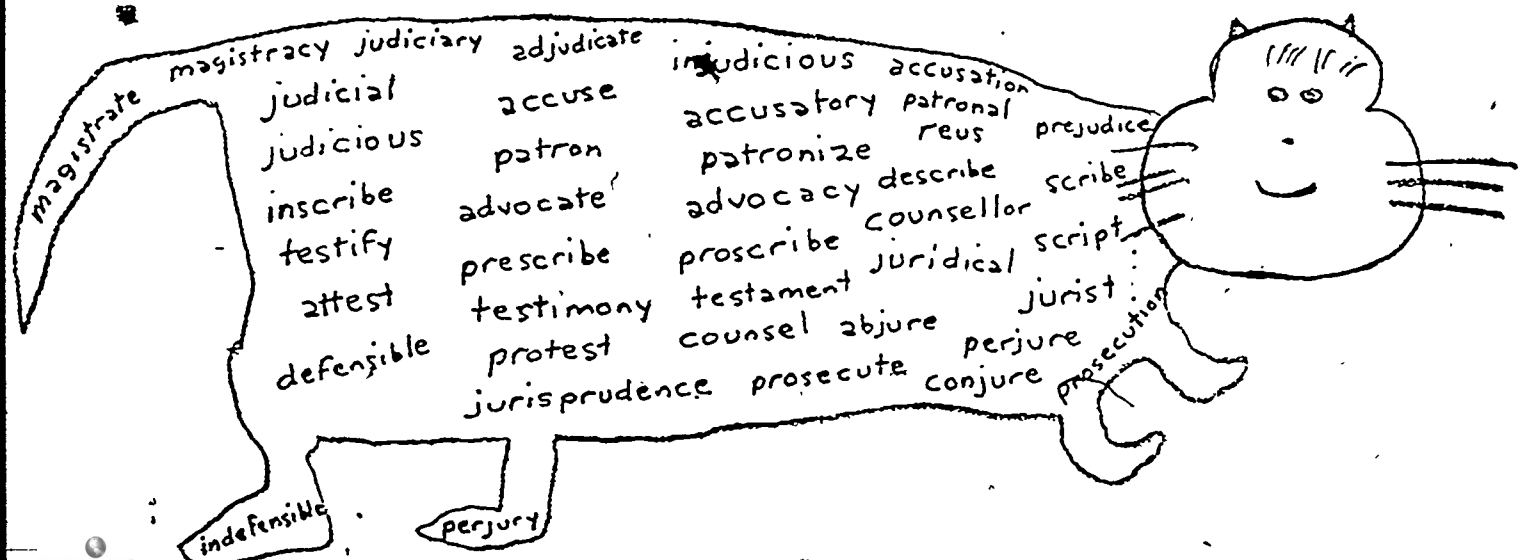 magistrate
magistracy judiciary adjudicate injudicious accusation
judicial accuse accusatory patronal
judicious patron patronize reus prejudice
inscribe advocate advocacy describe scribe
testify prescribe proscribe counsellor script
attest testimony testament juridical jurist
defensible protest counsel abjure perjure
jurisprudence prosecute conjure prosecution
indefensible perjury